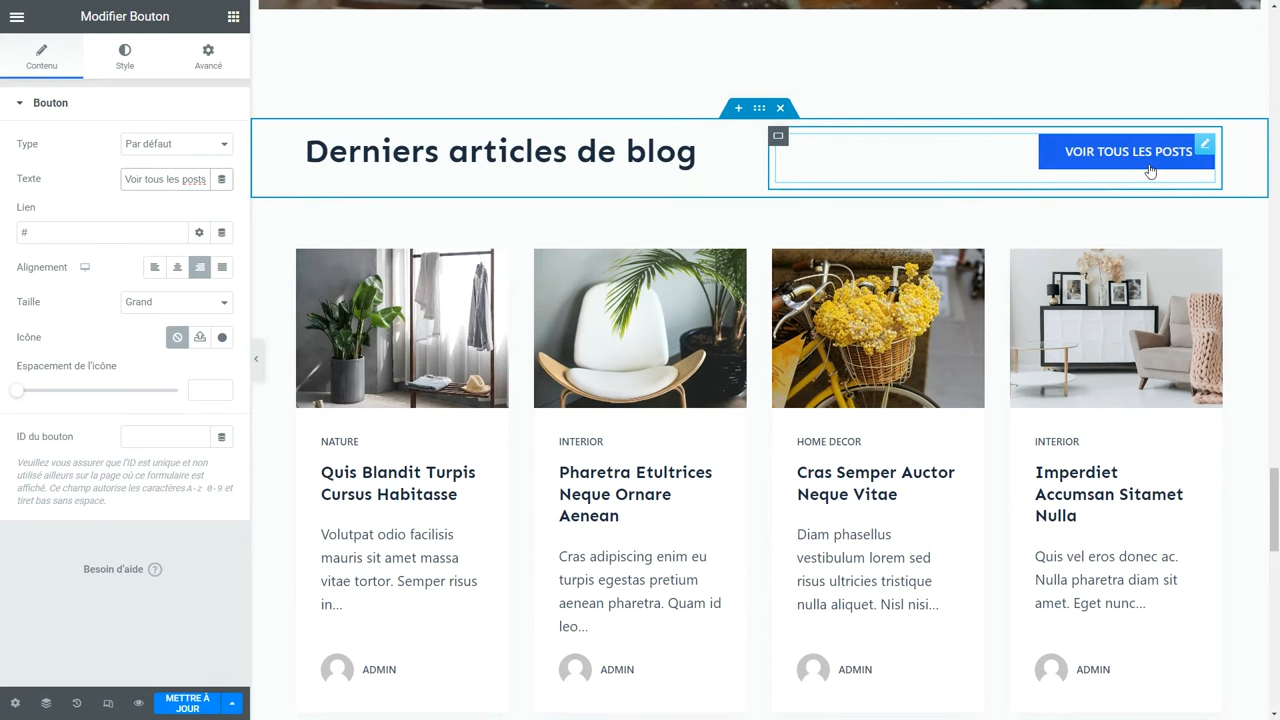 Modifier Bouton
Contenu
Style
Avancé
Bouton
Type
Par défaut
Texte
Voir tous les posts
Lien
#
Alignement
Taille
Grand
Icône
Espacement de l'icône
ID du bouton
Veuillez vous assurer que l'ID est unique et non
utilisé ailleurs sur la page où ce formulaire est
affiché. Ce champ autorise les caractères A-z 0-9 et
tiret bas sans espace.
Besoin d'aide ?
METTRE À
JOUR
Derniers articles de blog
VOIR TOUS LES POSTS
NATURE
Quis Blandit Turpis
Cursus Habitasse
Volutpat odio facilisis
mauris sit amet massa
vitae tortor. Semper risus
in...
ADMIN
INTERIOR
Pharetra Etultrices
Neque Ornare
Aenean
Cras adipiscing enim eu
turpis egestas pretium
aenean pharetra. Quam id
leo...
ADMIN
HOME DECOR
Cras Semper Auctor
Neque Vitae
Diam phasellus
vestibulum lorem sed
risus ultricies tristique
nulla aliquet. Nisl nisi...
ADMIN
INTERIOR
Imperdiet
Accumsan Sitamet
Nulla
Quis vel eros donec ac.
Nulla pharetra diam sit
amet. Eget nunc...
ADMIN